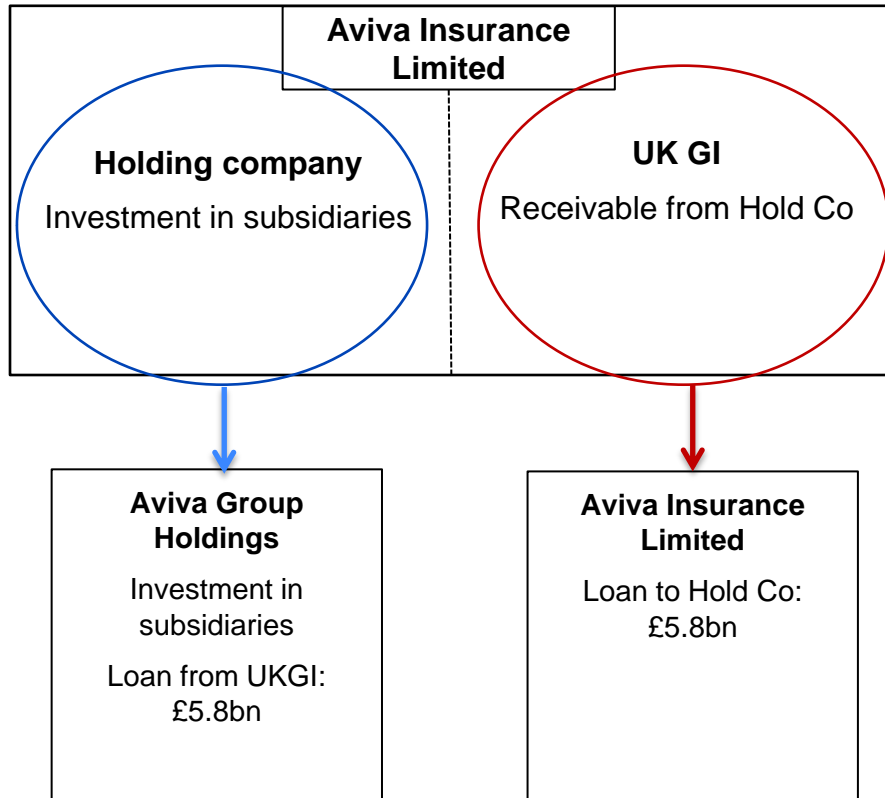 Aviva Insurance
Limited
Holding company
Investment in subsidiaries
UK GI
Receivable from Hold Co
Aviva Group
Holdings
Investment in
subsidiaries
Loan from UKGI:
£5.8bn
Aviva Insurance
Limited
Loan to Hold Co:
£5.8bn